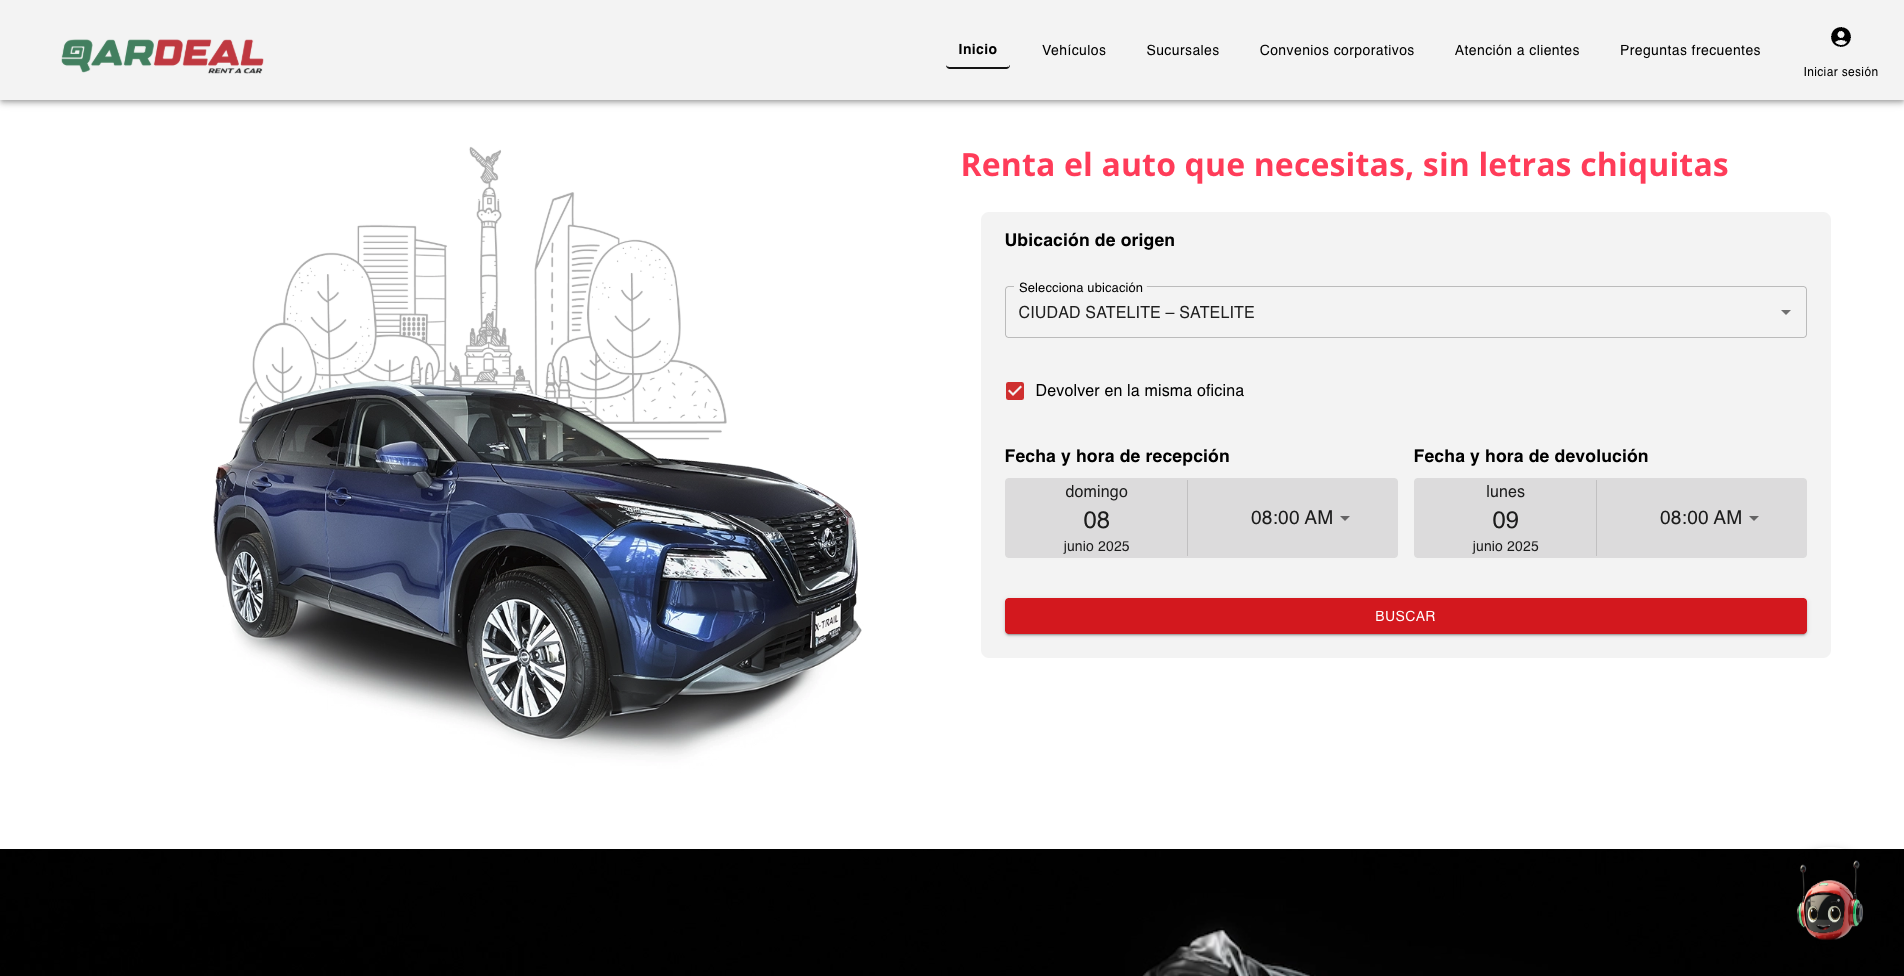 QARDEAL
RENT A CAR
Inicio
Vehículos
Sucursales
Convenios corporativos
Atención a clientes
Preguntas frecuentes
Iniciar sesión
Renta el auto que necesitas, sin letras chiquitas
Ubicación de origen
Selecciona ubicación
CIUDAD SATELITE – SATELITE
Devolver en la misma oficina
Fecha y hora de recepción
domingo
08
junio 2025
08:00 AM
Fecha y hora de devolución
lunes
09
junio 2025
08:00 AM
BUSCAR
X-TRAIL